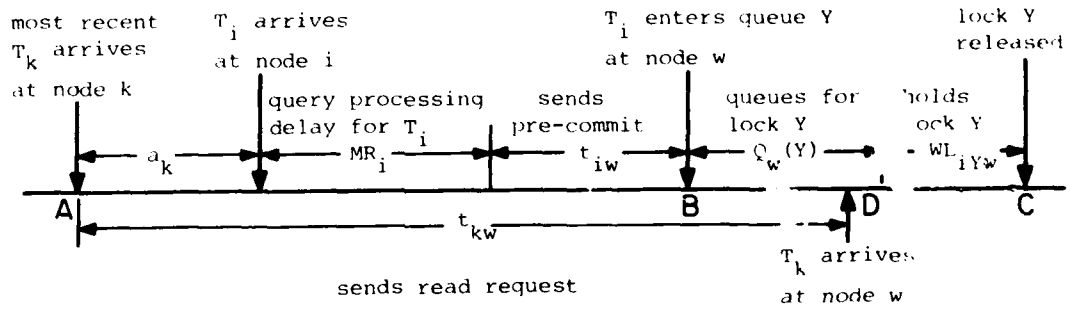 most recent
T_k arrives
at node k
T_i arrives
at node i
T_i enters queue Y
at node w
lock Y
released
query processing
delay for T_i
sends
pre-commit
queues for
lock Y
holds
ock Y
a_k
MR_i
t_iw
Q_w(Y)
WL_iYw
A
B
D
C
t_kw
T_k arrives
at node w
sends read request